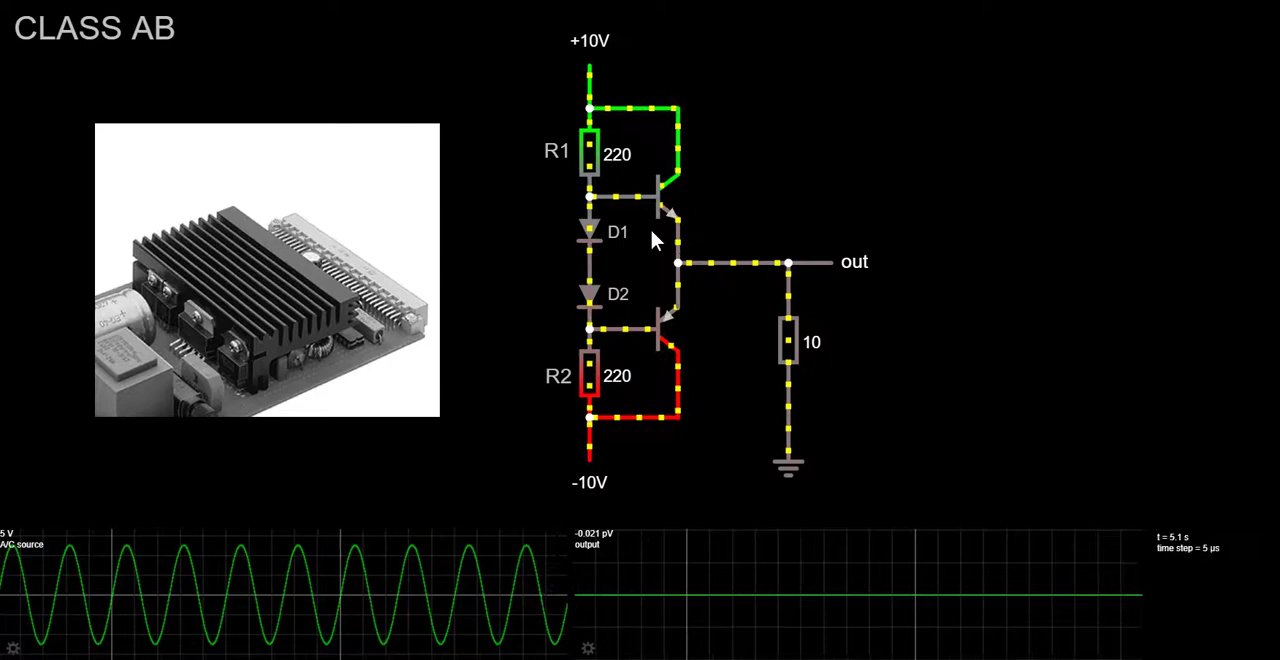 CLASS AB
+10V
R1
220
D1
out
D2
10
R2
220
-10V
5 V
A/C source
-0.021 pV
output
t = 5.1 s
time step = 5 µs